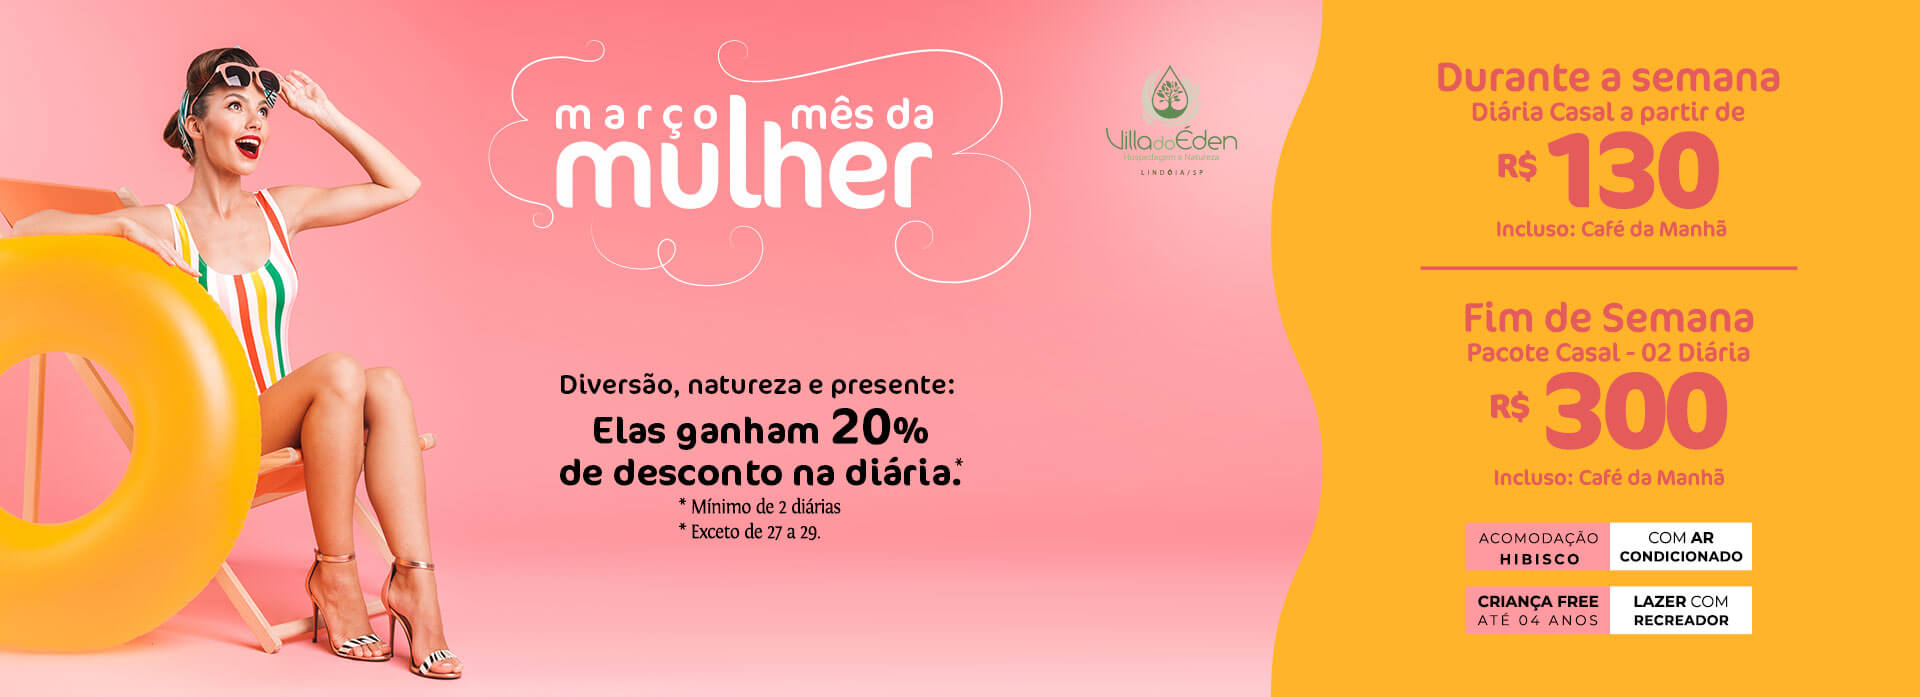 março mês da
mulher
Villa do Éden
Hospedagem e Natureza
LINDÓIA/SP
Diversão, natureza e presente:
Elas ganham 20%
de desconto na diária.*
* Mínimo de 2 diárias
* Exceto de 27 a 29.
Durante a semana
Diária Casal a partir de
R$ 130
Incluso: Café da Manhã
Fim de Semana
Pacote Casal - 02 Diária
R$ 300
Incluso: Café da Manhã
ACOMODAÇÃO
HIBISCO
COM AR
CONDICIONADO
CRIANÇA FREE
ATÉ 04 ANOS
LAZER COM
RECREADOR